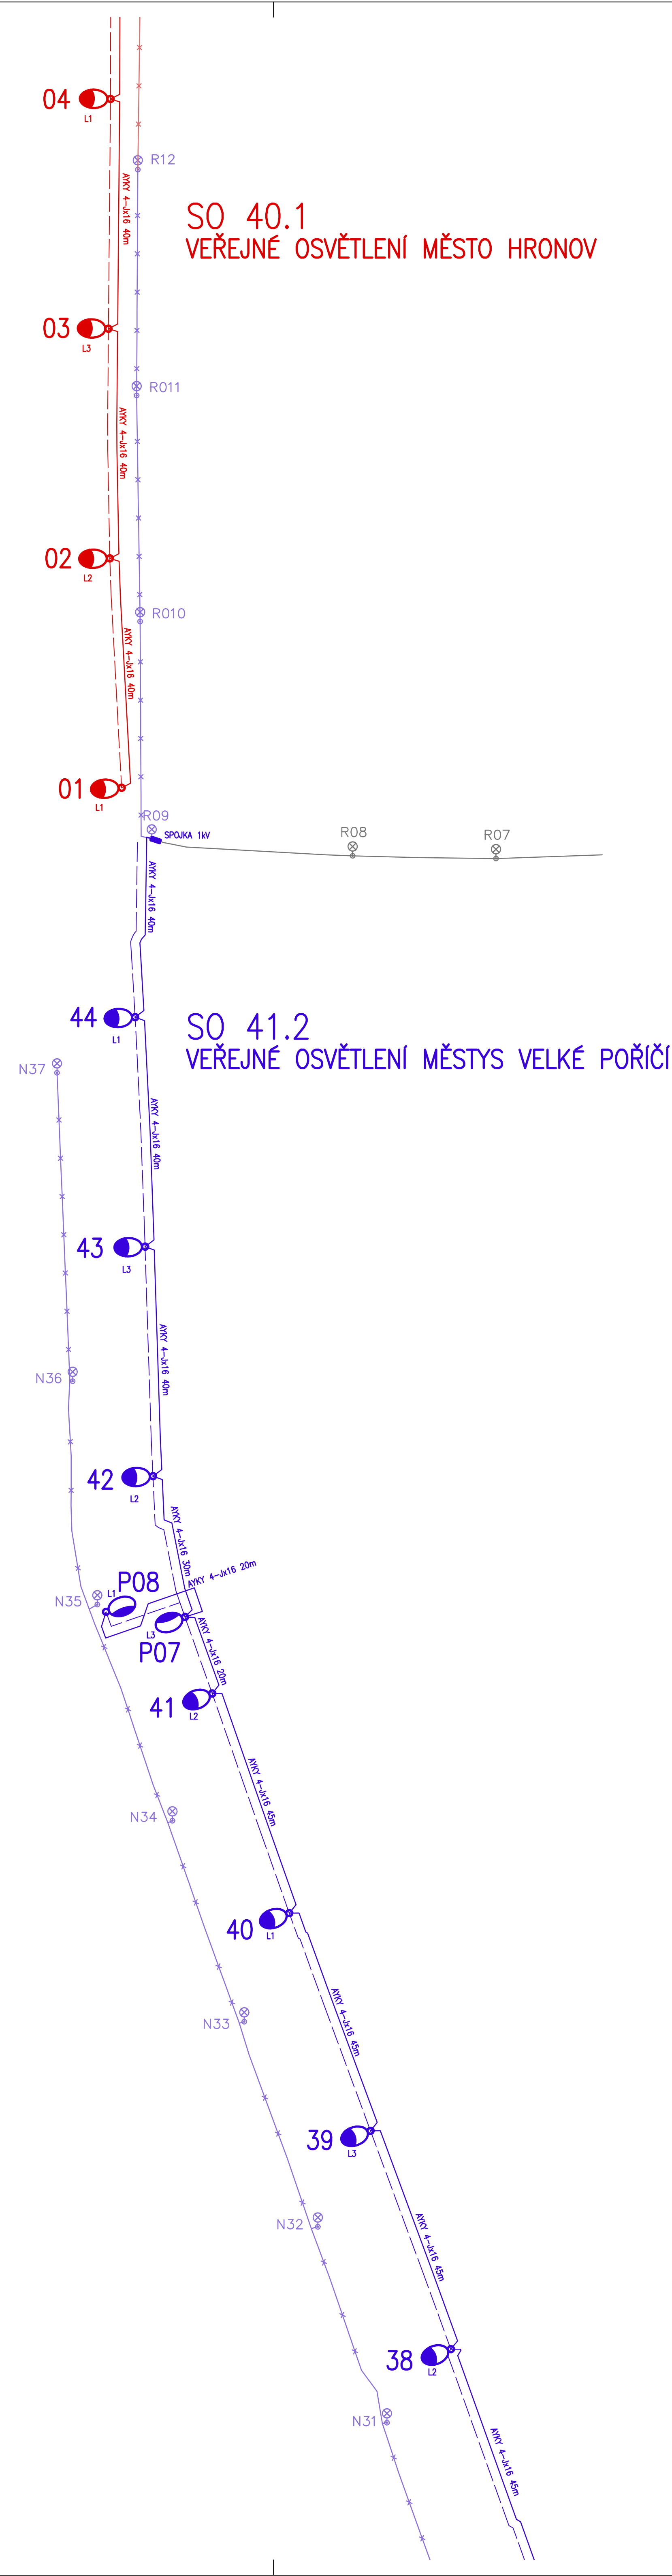 04
L1
R12
AYKY 4-Jx16 40m
SO 40.1
VEŘEJNÉ OSVĚTLENÍ MĚSTO HRONOV
03
L3
R011
AYKY 4-Jx16 40m
02
L2
R010
AYKY 4-Jx16 40m
01
L1
R09
SPOJKA 1kV
R08
R07
AYKY 4-Jx16 40m
44
L1
SO 41.2
VEŘEJNÉ OSVĚTLENÍ MĚSTYS VELKÉ POŘÍČÍ
N37
AYKY 4-Jx16 40m
43
L3
AYKY 4-Jx16 40m
N36
42
L2
AYKY 4-Jx16 30m
AYKY 4-Jx16 20m
P08
L1
N35
L3
P07
AYKY 4-Jx16 20m
41
L2
AYKY 4-Jx16 45m
N34
40
L1
AYKY 4-Jx16 45m
N33
39
L3
AYKY 4-Jx16 45m
N32
38
L2
N31
AYKY 4-Jx16 45m